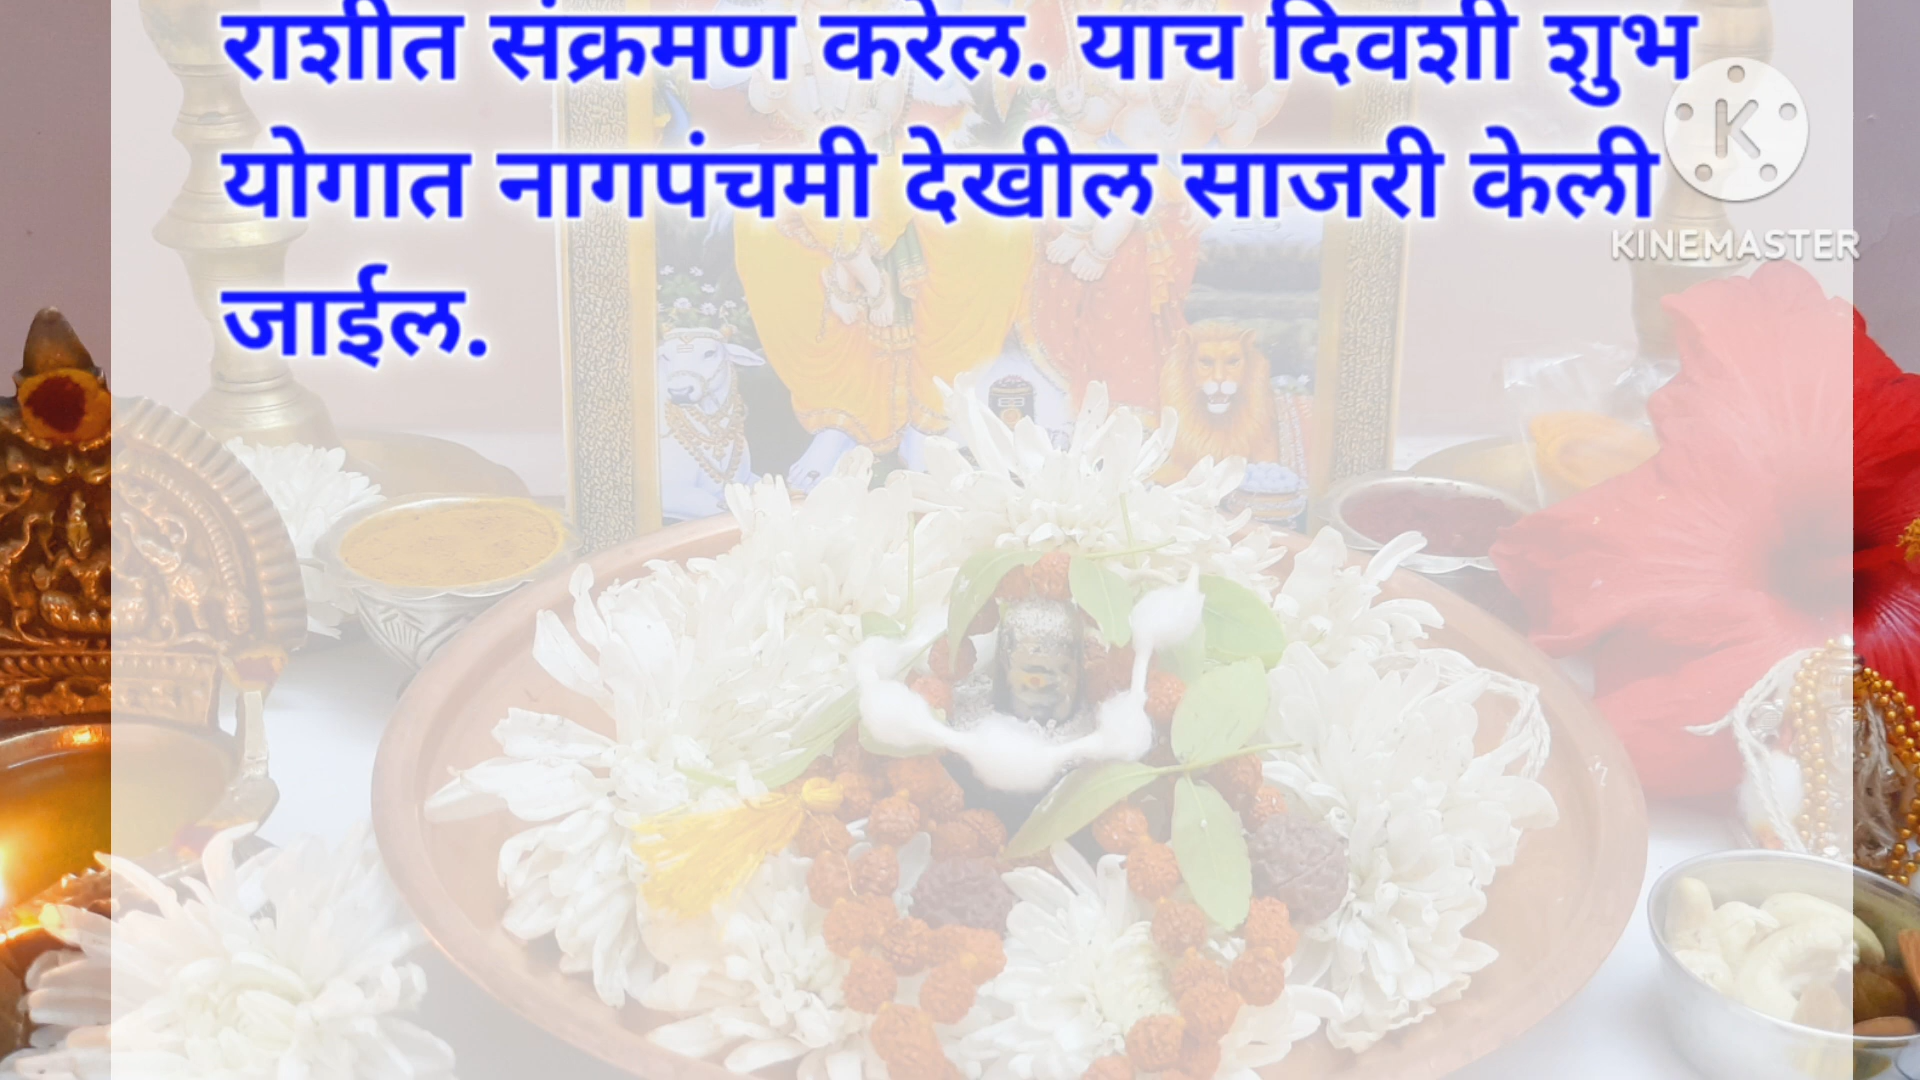 राशीत संक्रमण करेल. याच दिवशी शुभ
योगात नागपंचमी देखील साजरी केली
जाईल.
K
KINEMASTER